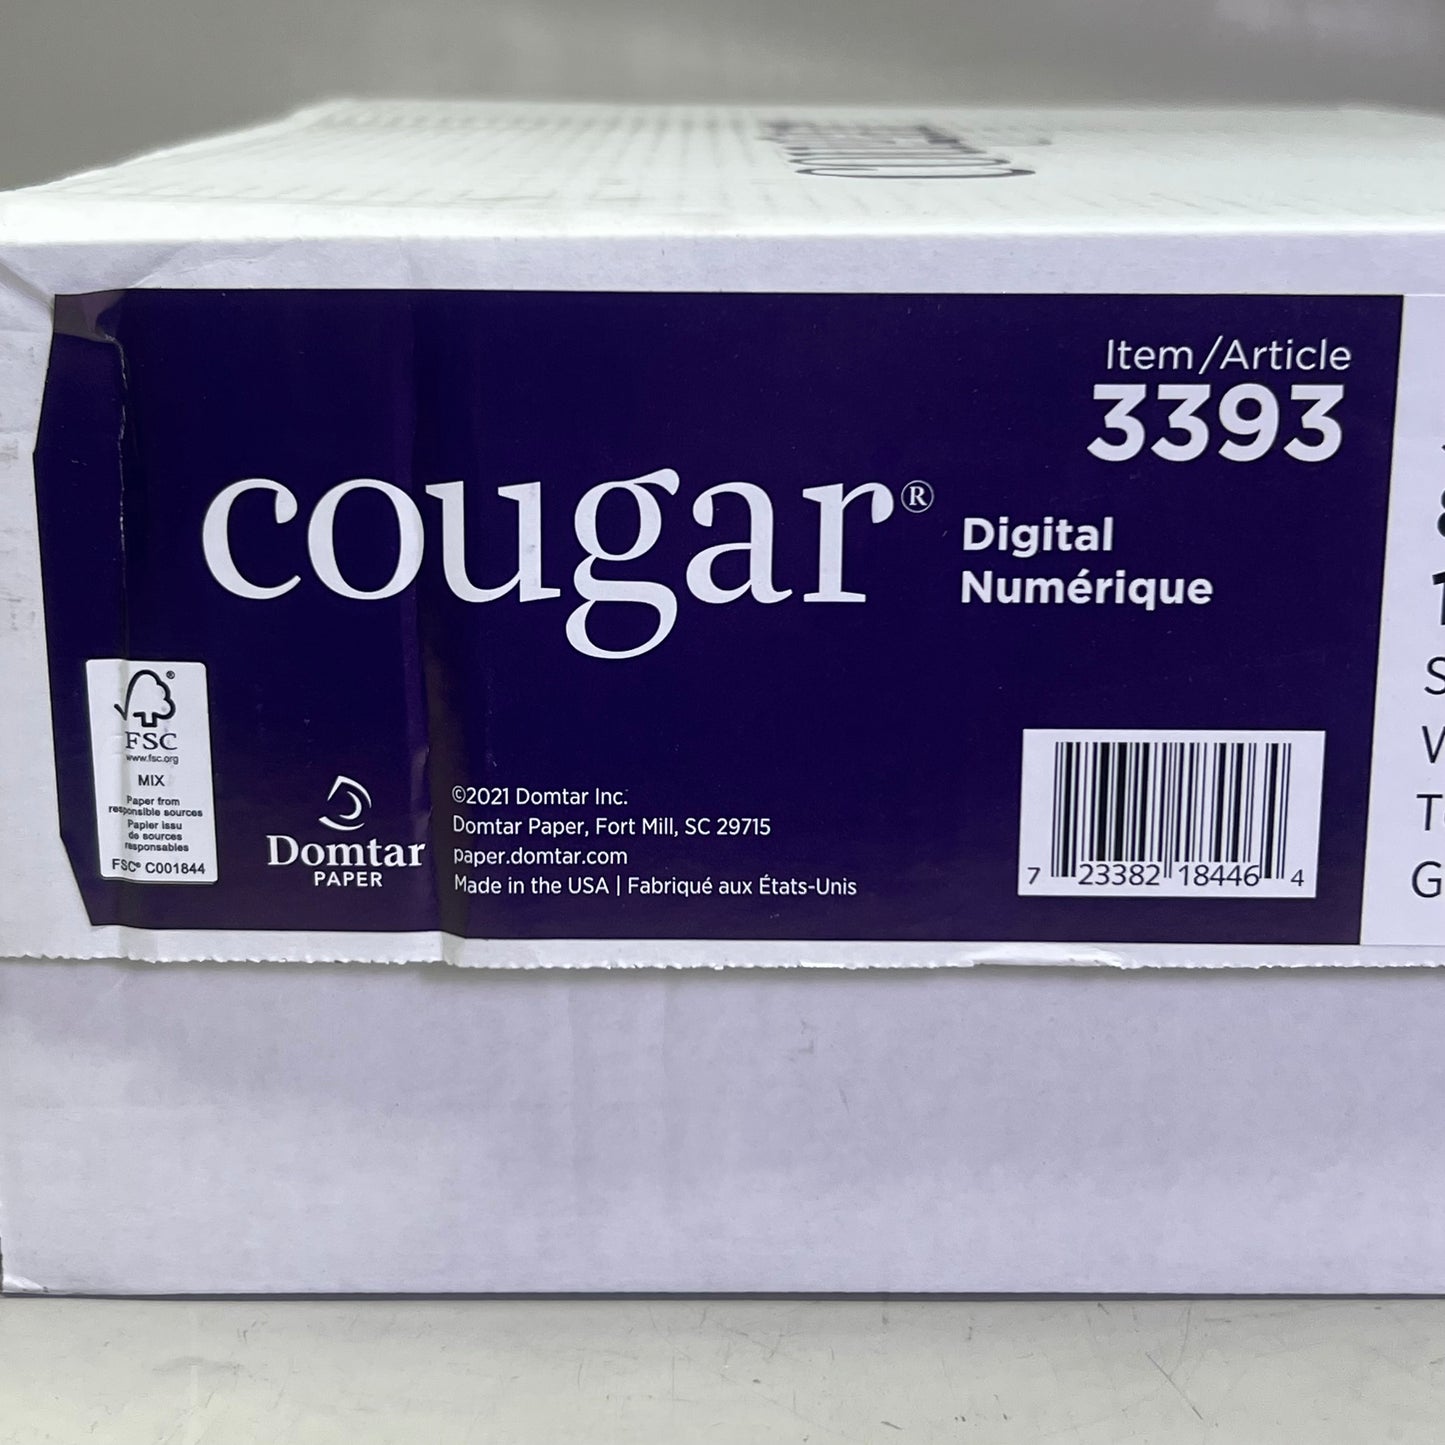 Item/Article
3393
cougar®
Digital
Numérique
FSC®
www.fsc.org
MIX
Paper from
responsible sources
Papier issu
de sources
responsables
FSC® C001844
Domtar
PAPER
©2021 Domtar Inc.
Domtar Paper, Fort Mill, SC 29715
paper.domtar.com
Made in the USA | Fabriqué aux États-Unis
7 23382 18446 4